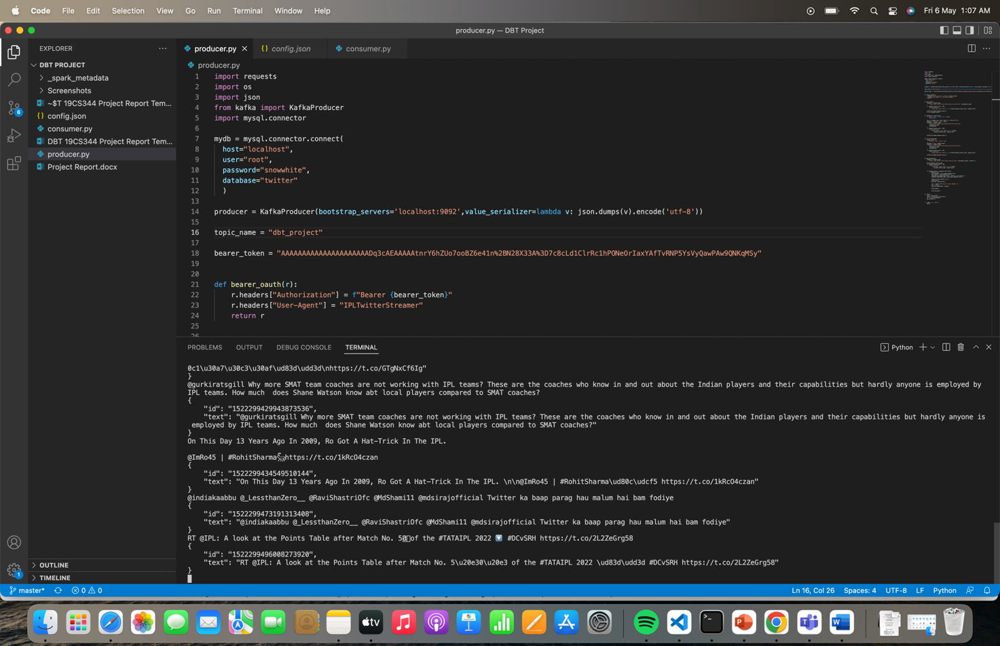 Code File Edit Selection View Go Run Terminal Window Help Fri 6 May 1:07 AM
producer.py — DBT Project
EXPLORER
DBT PROJECT
_spark_metadata
Screenshots
~$T 19CS344 Project Report Tem...
config.json
consumer.py
DBT 19CS344 Project Report Tem...
producer.py
Project Report.docx
OUTLINE
TIMELINE
producer.py config.json consumer.py
producer.py
1 import requests
2 import os
3 import json
4 from kafka import KafkaProducer
5 import mysql.connector
6
7 mydb = mysql.connector.connect(
8 host="localhost",
9 user="root",
10 password="snowwhite",
11 database="twitter"
12 )
13
14 producer = KafkaProducer(bootstrap_servers='localhost:9092',value_serializer=lambda v: json.dumps(v).encode('utf-8'))
15
16 topic_name = "dbt_project"
17
18 bearer_token = "AAAAAAAAAAAAAAAAAAAAADq3cAEAAAAAtnrY6hZUo7ooBZ6e41n%2BN28X33A%3D7c8cLd1ClrRc1hPONeOrIaxYAfTvRNP5YsVyQawPAw9QNKqMSy"
19
20
21 def bearer_oauth(r):
22 r.headers["Authorization"] = f"Bearer {bearer_token}"
23 r.headers["User-Agent"] = "IPLTwitterStreamer"
24 return r
25
26
PROBLEMS OUTPUT DEBUG CONSOLE TERMINAL Python
0c1\u30a7\u30c3\u30af\ud83d\udd3d\nhttps://t.co/GTgNxCf6Ig"
}
@gurkiratsgill Why more SMAT team coaches are not working with IPL teams? These are the coaches who know in and out about the Indian players and their capabilities but hardly anyone is employed by
IPL teams. How much does Shane Watson know abt local players compared to SMAT coaches?
{
"id": "1522299429943873536",
"text": "@gurkiratsgill Why more SMAT team coaches are not working with IPL teams? These are the coaches who know in and out about the Indian players and their capabilities but hardly anyone is
employed by IPL teams. How much does Shane Watson know abt local players compared to SMAT coaches?"
}
On This Day 13 Years Ago In 2009, Ro Got A Hat-Trick In The IPL.
@ImRo45 | #RohitSharma https://t.co/1kRcO4czan
{
"id": "1522299434549510144",
"text": "On This Day 13 Years Ago In 2009, Ro Got A Hat-Trick In The IPL. \n\n@ImRo45 | #RohitSharma\ud80c\udcf5 https://t.co/1kRcO4czan"
}
@indiakaabbu @_LessthanZero__ @RaviShastriOfc @MdShami11 @mdsirajofficial Twitter ka baap parag hau malum hai bam fodiye
{
"id": "1522299473191313408",
"text": "@indiakaabbu @_LessthanZero__ @RaviShastriOfc @MdShami11 @mdsirajofficial Twitter ka baap parag hau malum hai bam fodiye"
}
RT @IPL: A look at the Points Table after Match No. 50 of the #TATAIPL 2022 🔽 #DCvSRH https://t.co/2L2ZeGrg58
{
"id": "1522299496008273920",
"text": "RT @IPL: A look at the Points Table after Match No. 5\u20e30\u20e3 of the #TATAIPL 2022 \ud83d\udd3d #DCvSRH https://t.co/2L2ZeGrg58"
}
master* 0 0 Ln 16, Col 26 Spaces: 4 UTF-8 LF Python